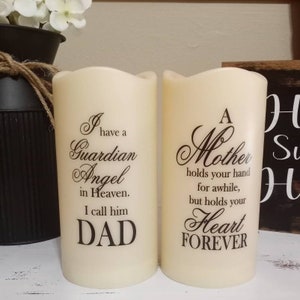 I have a
Guardian
Angel
in Heaven.
I call him
DAD
A
Mother
holds your hand
for awhile,
but holds your
Heart
FOREVER